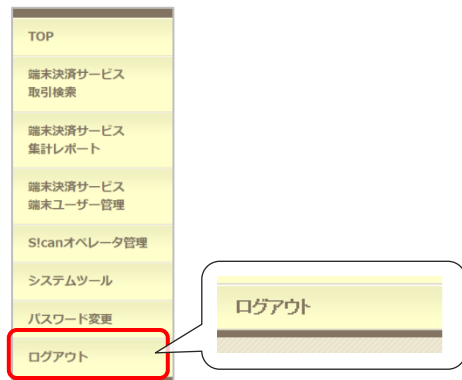 TOP
端末決済サービス
取引検索
端末決済サービス
集計レポート
端末決済サービス
端末ユーザー管理
S!canオペレータ管理
システムツール
パスワード変更
ログアウト
ログアウト